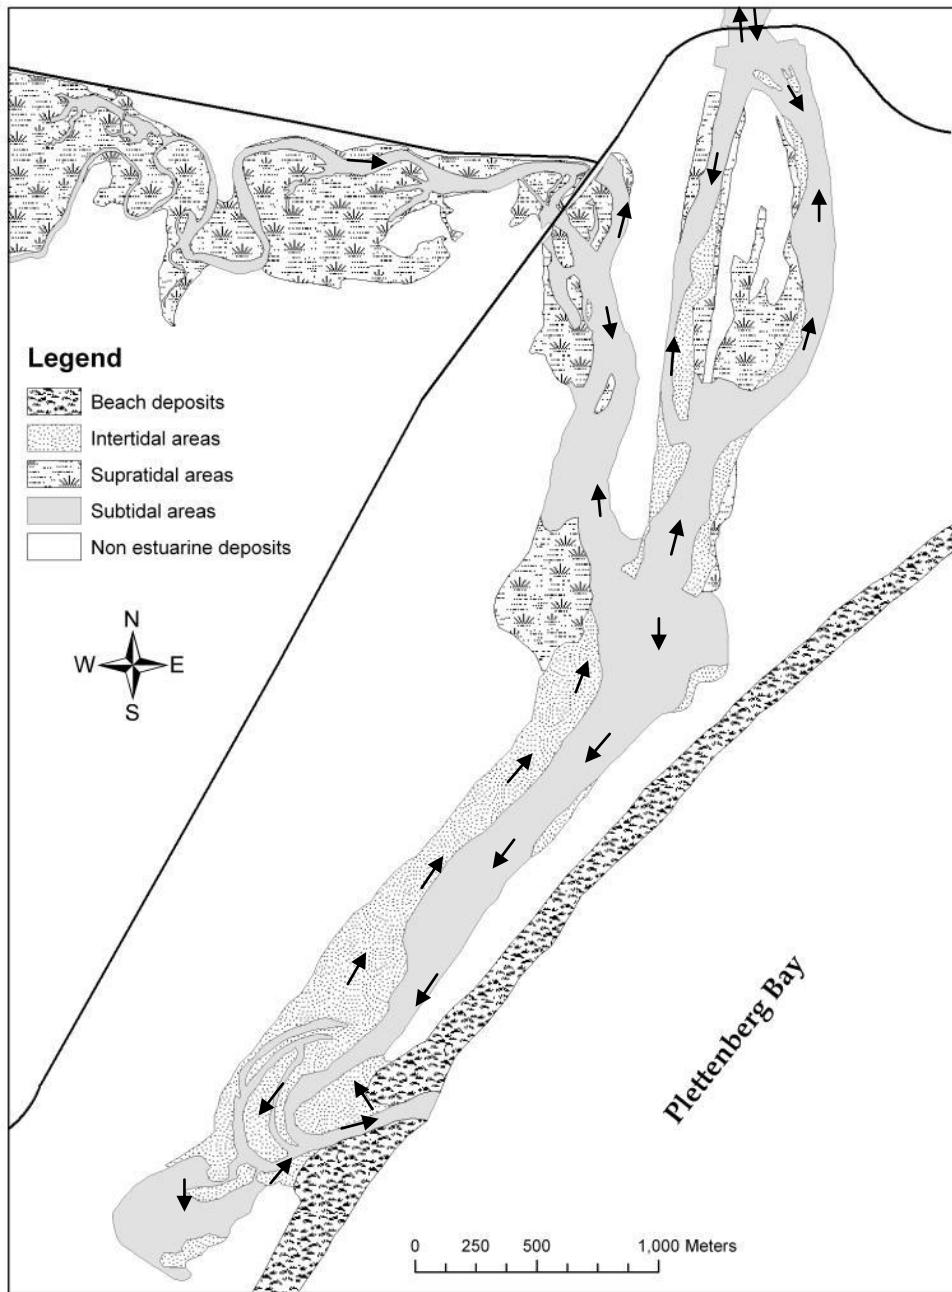 Legend
Beach deposits
Intertidal areas
Supratidal areas
Subtidal areas
Non estuarine deposits
N
W E
S
Plettenberg Bay
0 250 500 1,000 Meters